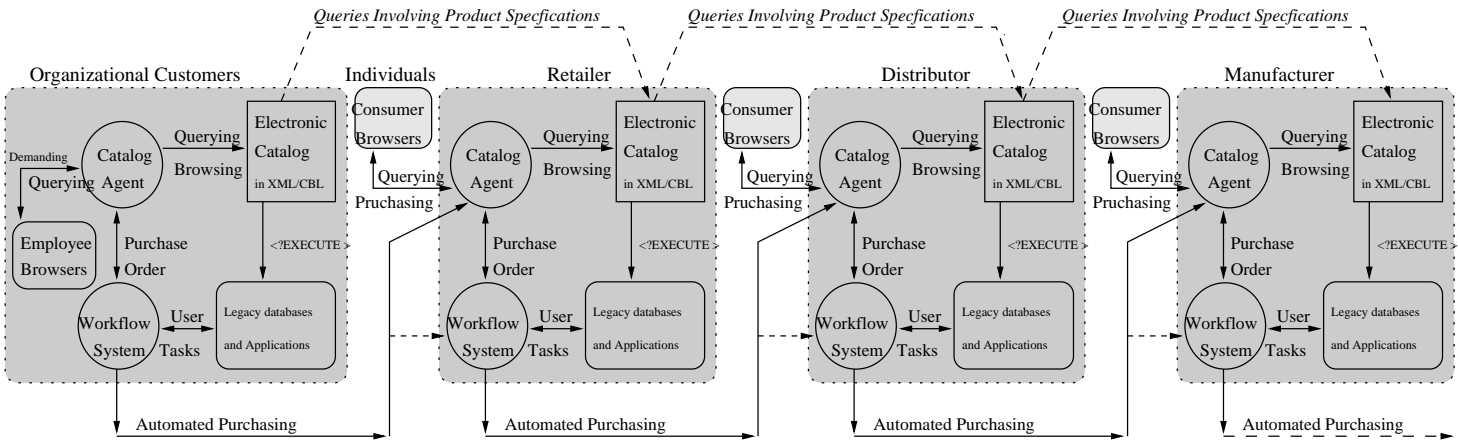 Queries Involving Product Specfications
Queries Involving Product Specfications
Queries Involving Product Specfications
Organizational Customers
Individuals
Retailer
Distributor
Manufacturer
Demanding
Querying
Employee
Browsers
Catalog
Agent
Querying
Browsing
Electronic
Catalog
in XML/CBL
Purchase
Order
<?EXECUTE >
Workflow
System
User
Tasks
Legacy databases
and Applications
Automated Purchasing
Consumer
Browsers
Querying
Pruchasing
Catalog
Agent
Querying
Browsing
Electronic
Catalog
in XML/CBL
Purchase
Order
<?EXECUTE >
Workflow
System
User
Tasks
Legacy databases
and Applications
Automated Purchasing
Consumer
Browsers
Querying
Pruchasing
Catalog
Agent
Querying
Browsing
Electronic
Catalog
in XML/CBL
Purchase
Order
<?EXECUTE >
Workflow
System
User
Tasks
Legacy databases
and Applications
Automated Purchasing
Consumer
Browsers
Querying
Pruchasing
Catalog
Agent
Querying
Browsing
Electronic
Catalog
in XML/CBL
Purchase
Order
<?EXECUTE >
Workflow
System
User
Tasks
Legacy databases
and Applications
Automated Purchasing